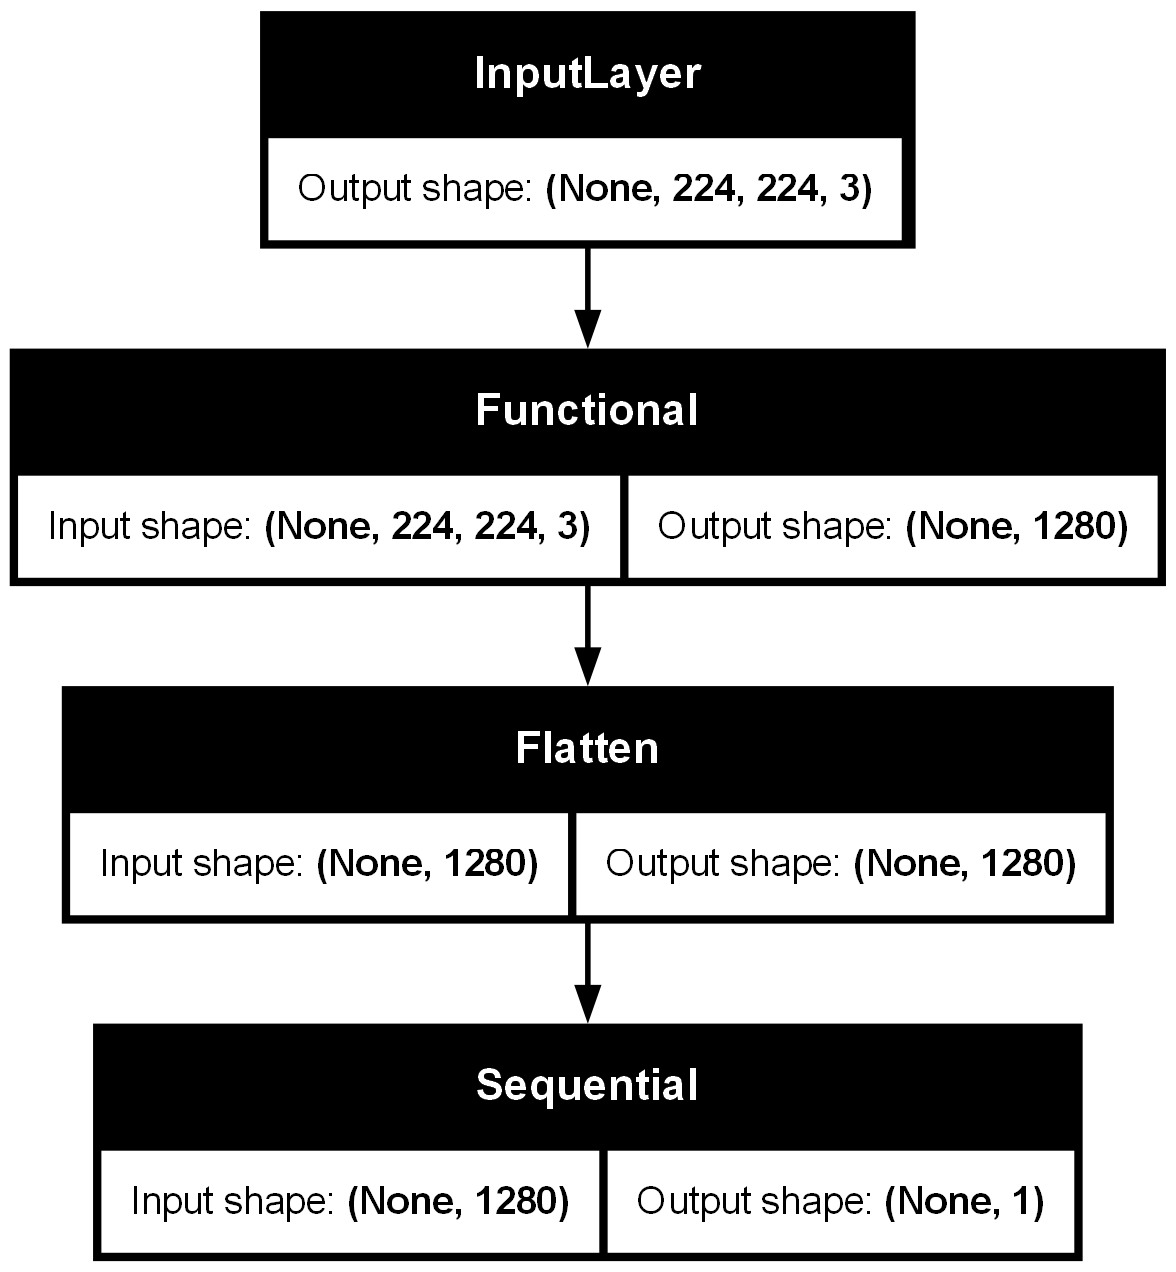 InputLayer
Output shape: (None, 224, 224, 3)
Functional
Input shape: (None, 224, 224, 3) Output shape: (None, 1280)
Flatten
Input shape: (None, 1280) Output shape: (None, 1280)
Sequential
Input shape: (None, 1280) Output shape: (None, 1)